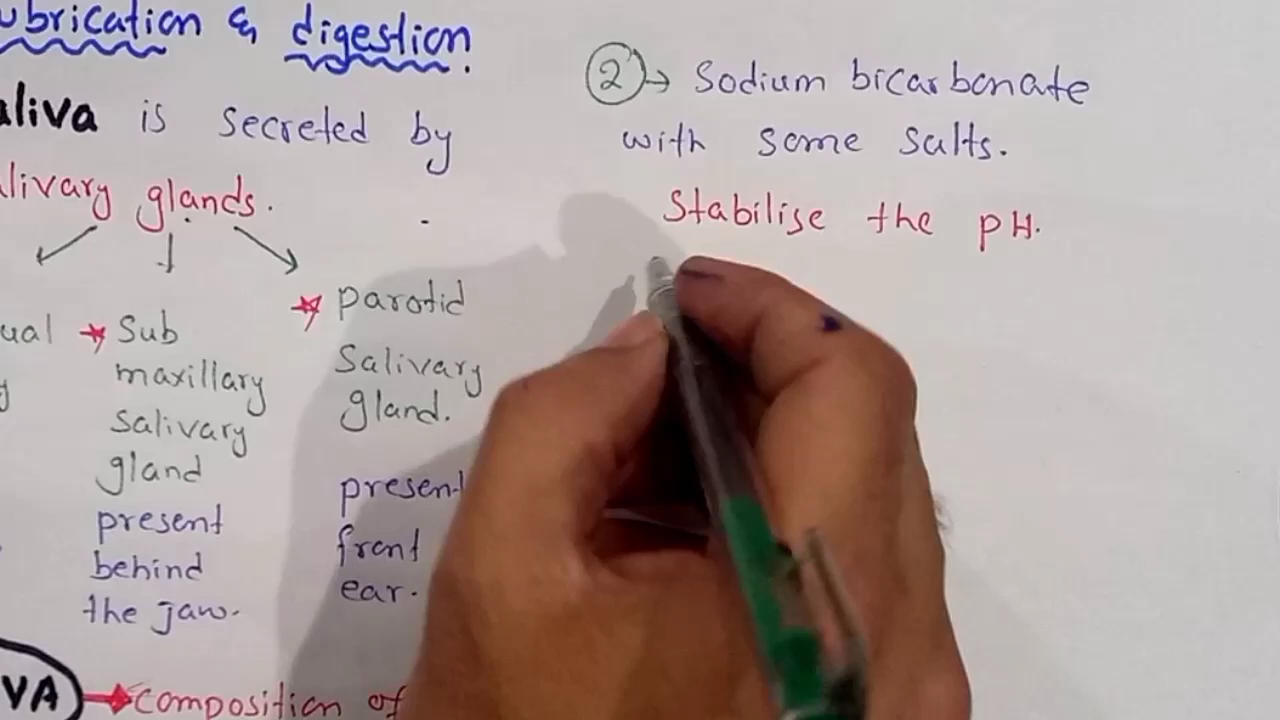 ubrication & digestion.
aliva is secreted by
alivary glands.
ual
y
* Sub
maxillary
salivary
gland
present
behind
the jaw.
* parotid
Salivary
gland.
present
front
ear.
VA → composition of
② → Sodium bicarbonate
with some salts.
Stabilise the pH.